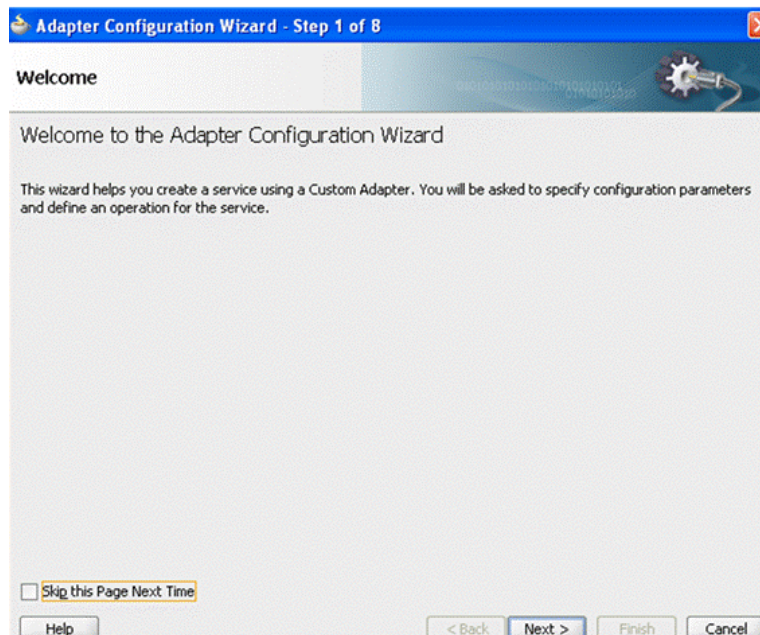 Adapter Configuration Wizard - Step 1 of 8
Welcome
Welcome to the Adapter Configuration Wizard
This wizard helps you create a service using a Custom Adapter. You will be asked to specify configuration parameters
and define an operation for the service.
Skip this Page Next Time
Help < Back Next > Finish Cancel